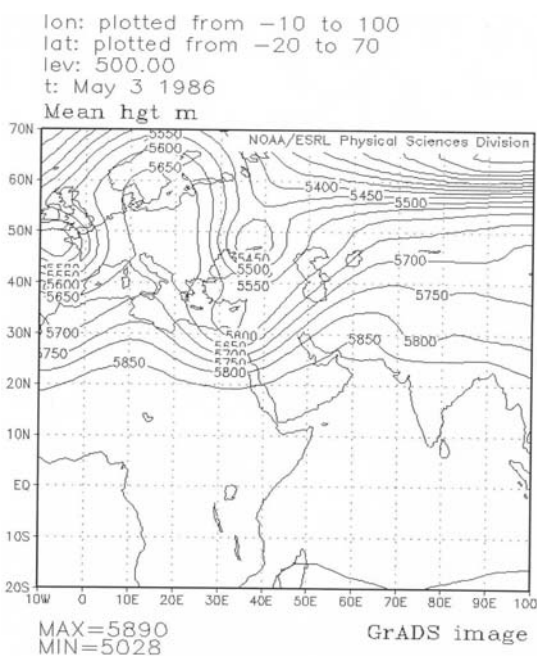 lon: plotted from −10 to 100
lat: plotted from −20 to 70
lev: 500.00
t: May 3 1986
Mean hgt m
70N
NOAA/ESRL Physical Sciences Division
5550
5600
5650
60N
5400
5450
5500
50N
5450
5500
5550
5700
5550
5600
5650
40N
5750
5700
5800
5650
5700
5750
5800
5850
5800
30N
5750
5850
20N
10N
EQ
10S
20S
10W 0 10E 20E 30E 40E 50E 60E 70E 80E 90E 100
MAX=5890
MIN=5028
GrADS image